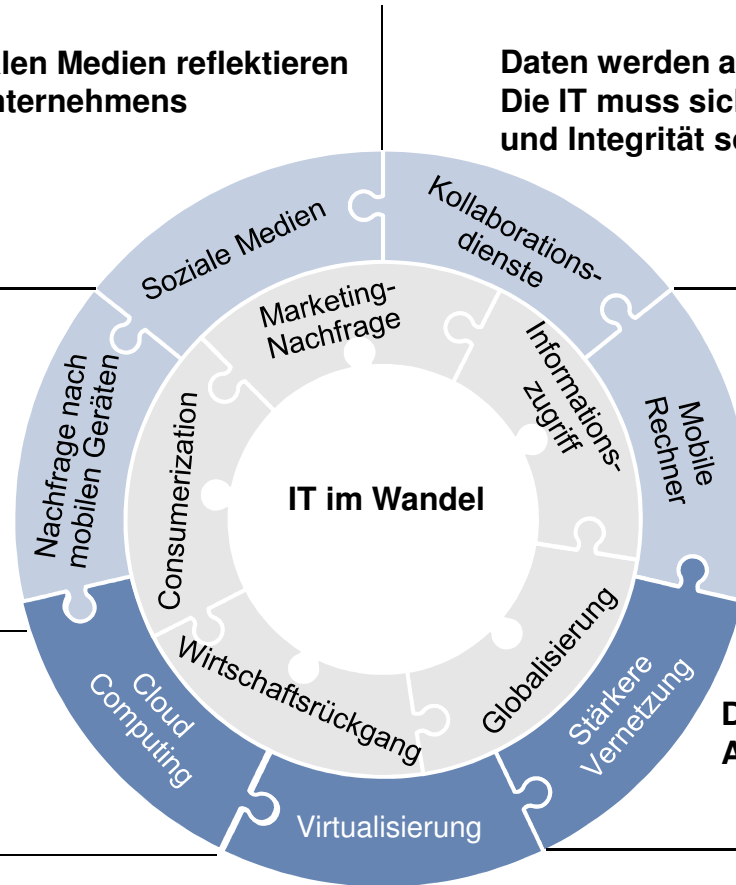 alen Medien reflektieren
nternehmens
Daten werden a
Die IT muss sic
und Integrität s
Soziale Medien
Kollaborations-
dienste
Marketing-
Nachfrage
Informations-
zugriff
Mobile
Rechner
Nachfrage nach
mobilen Geräten
Consumerization
IT im Wandel
Globalisierung
Wirtschaftsrückgang
Stärkere
Vernetzung
Cloud
Computing
Virtualisierung
D
A